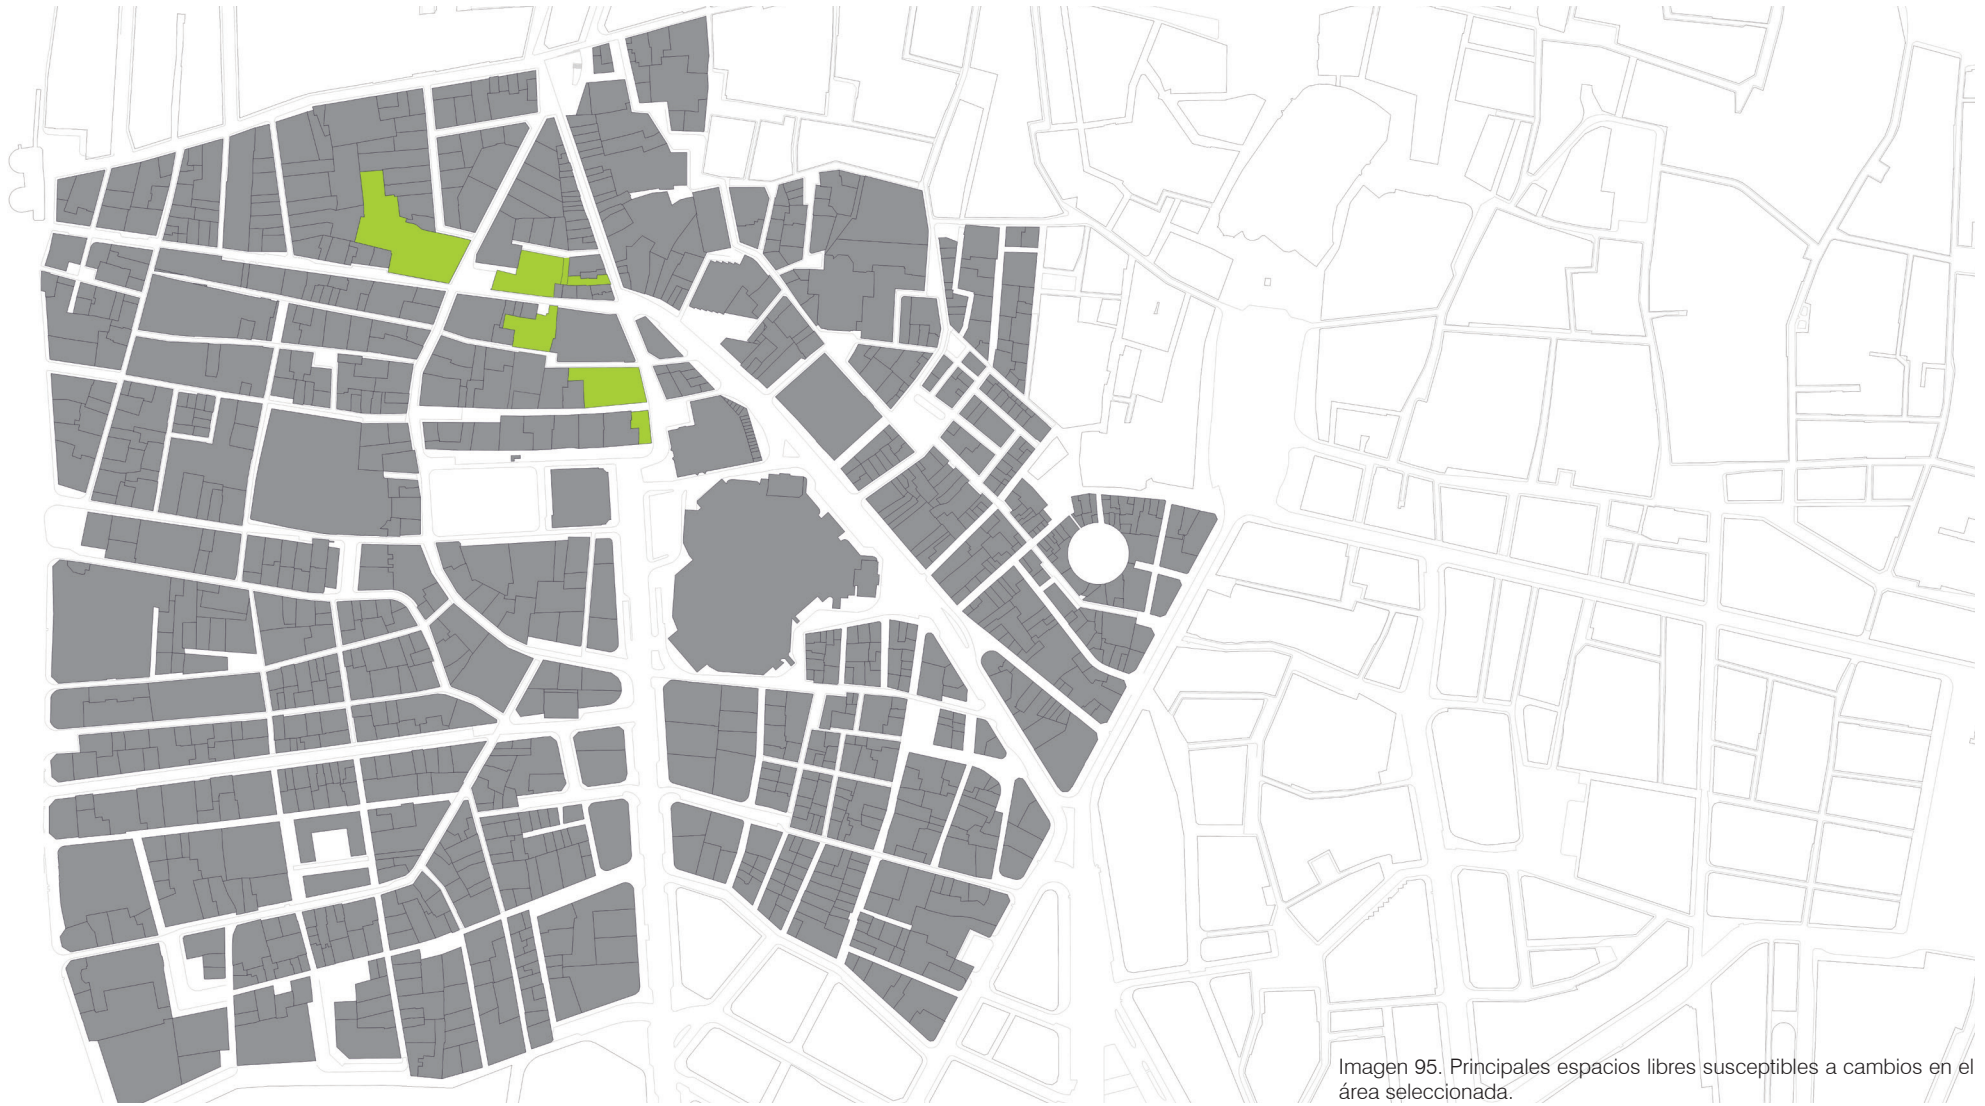 Imagen 95. Principales espacios libres susceptibles a cambios en el
área seleccionada.